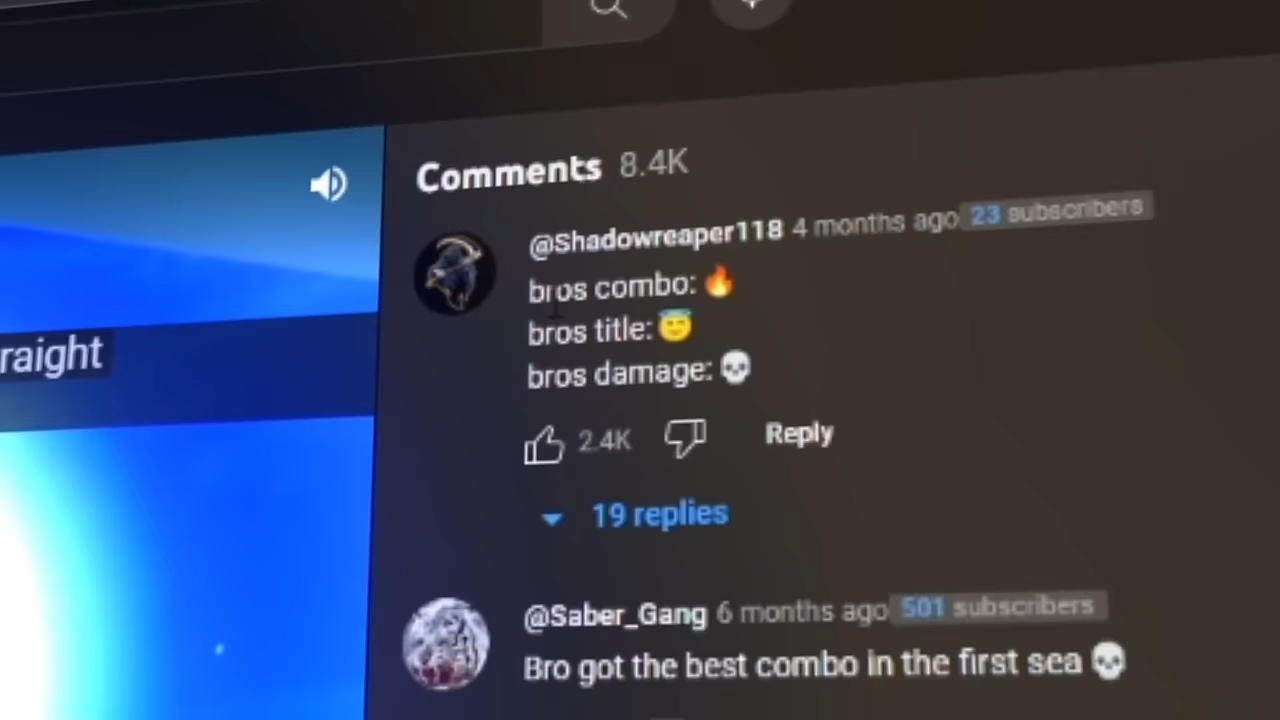 Comments 8.4K
@Shadowreaper118 4 months ago 23 subscribers
bros combo: 🔥
bros title: 😇
bros damage: 💀
raight
2.4K Reply
19 replies
@Saber_Gang 6 months ago 501 subscribers
Bro got the best combo in the first sea 💀